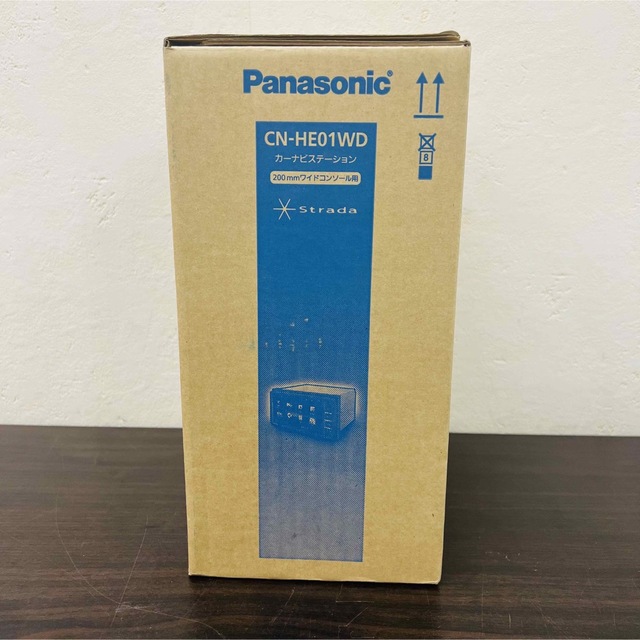 Panasonic
CN-HE01WD
カーナビステーション
200mmワイドコンソール用
Strada
8